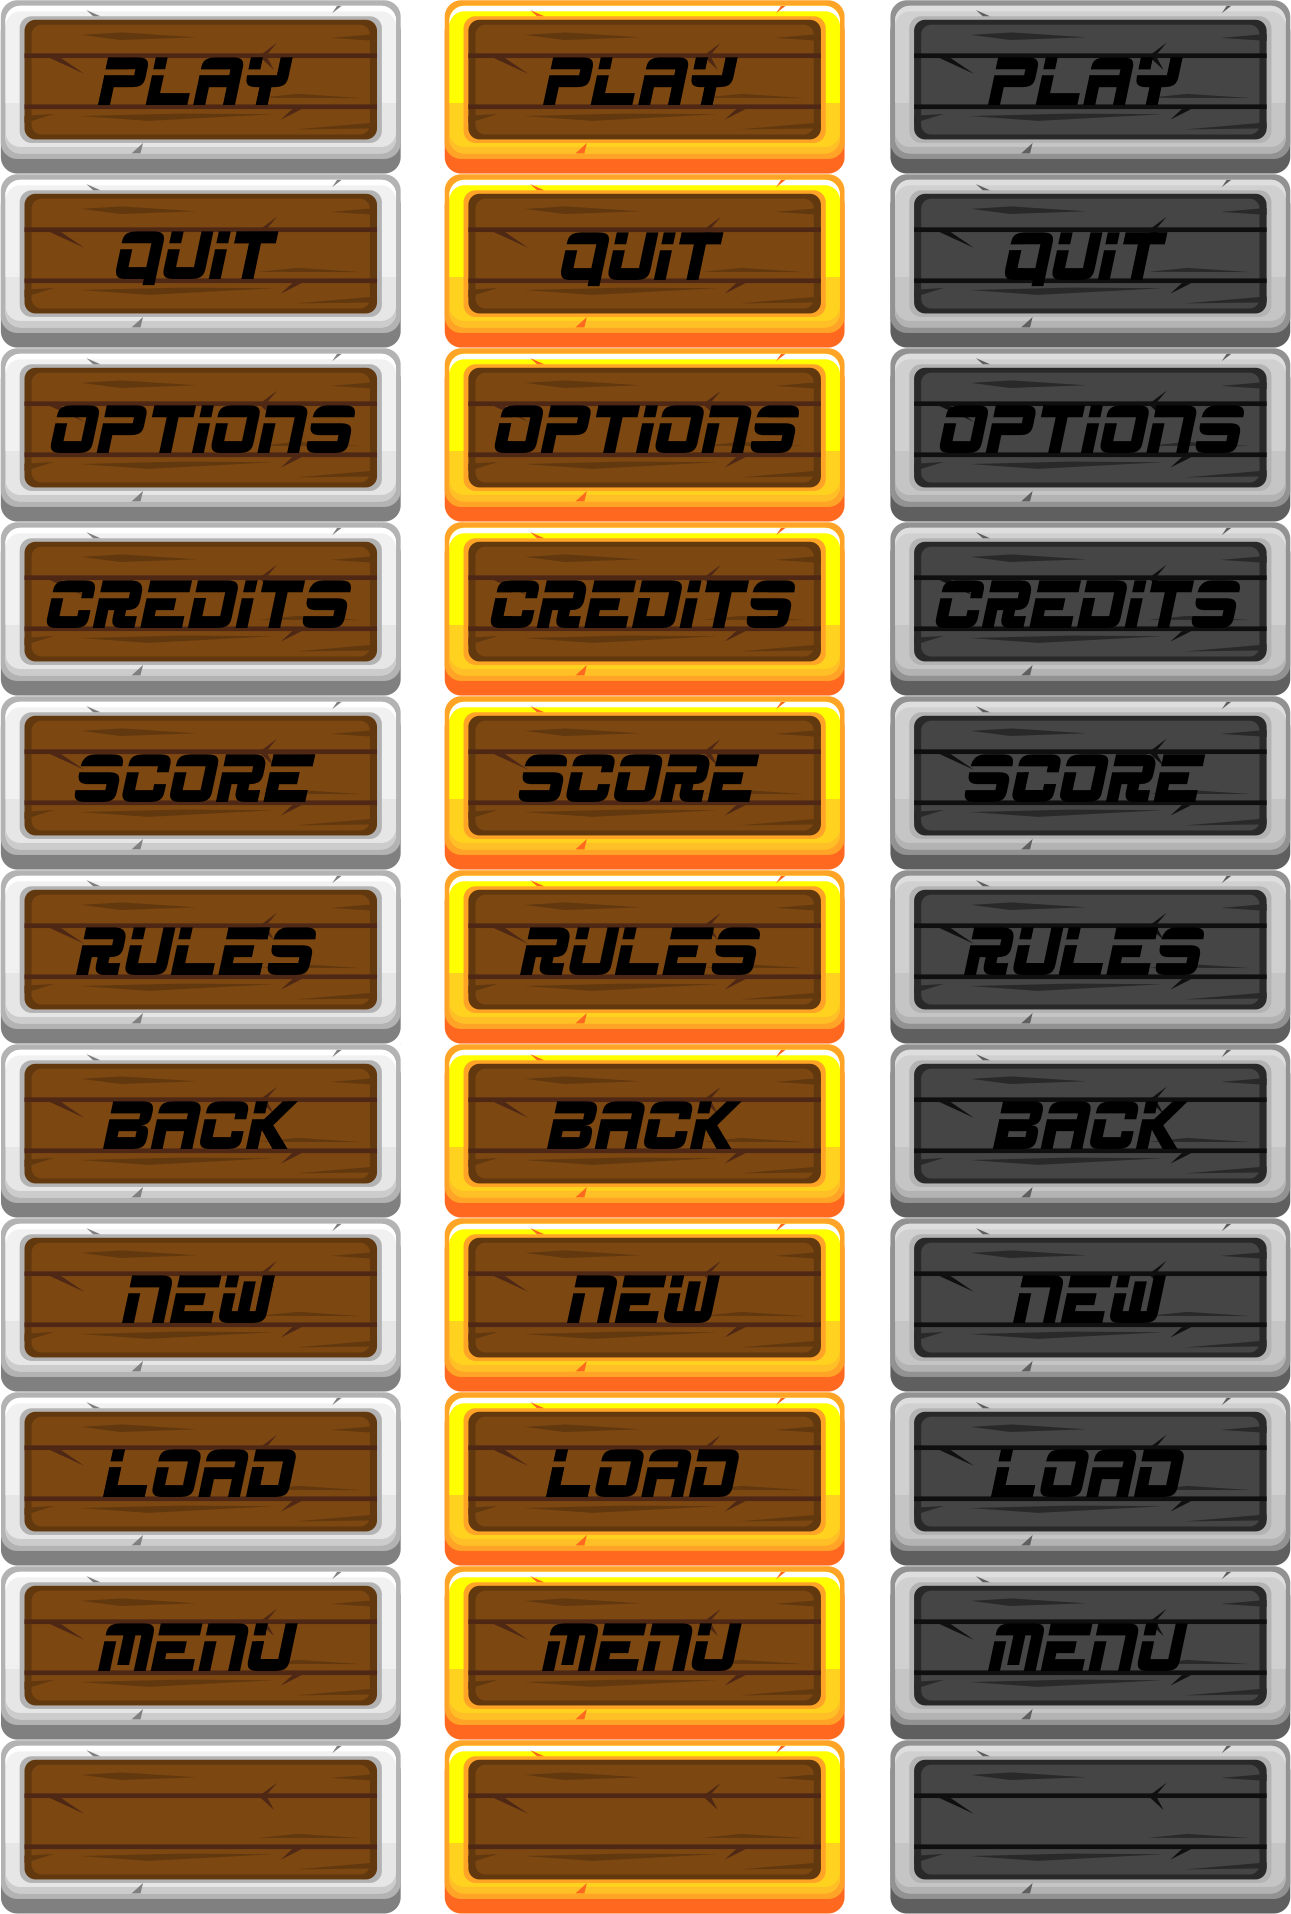 PLAY PLAY PLAY
QUIT QUIT QUIT
OPTIONS OPTIONS OPTIONS
CREDITS CREDITS CREDITS
SCORE SCORE SCORE
RULES RULES RULES
BACK BACK BACK
NEW NEW NEW
LOAD LOAD LOAD
MENU MENU MENU